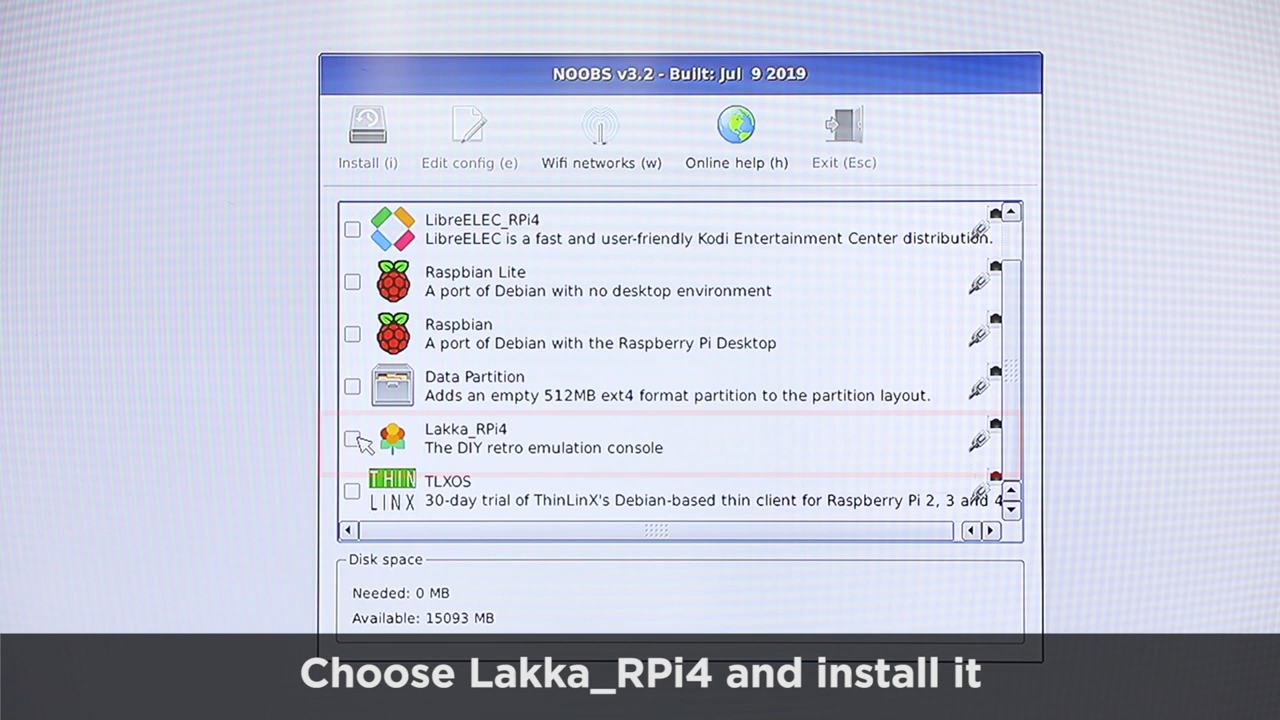 NOOBS v3.2 - Built: Jul 9 2019
Install (i) Edit config (e) Wifi networks (w) Online help (h) Exit (Esc)
LibreELEC_RPi4
LibreELEC is a fast and user-friendly Kodi Entertainment Center distribution.
Raspbian Lite
A port of Debian with no desktop environment
Raspbian
A port of Debian with the Raspberry Pi Desktop
Data Partition
Adds an empty 512MB ext4 format partition to the partition layout.
Lakka_RPi4
The DIY retro emulation console
THIN
LINX
TLXOS
30-day trial of ThinLinX's Debian-based thin client for Raspberry Pi 2, 3 and 4
Disk space
Needed: 0 MB
Available: 15093 MB
Choose Lakka_RPi4 and install it